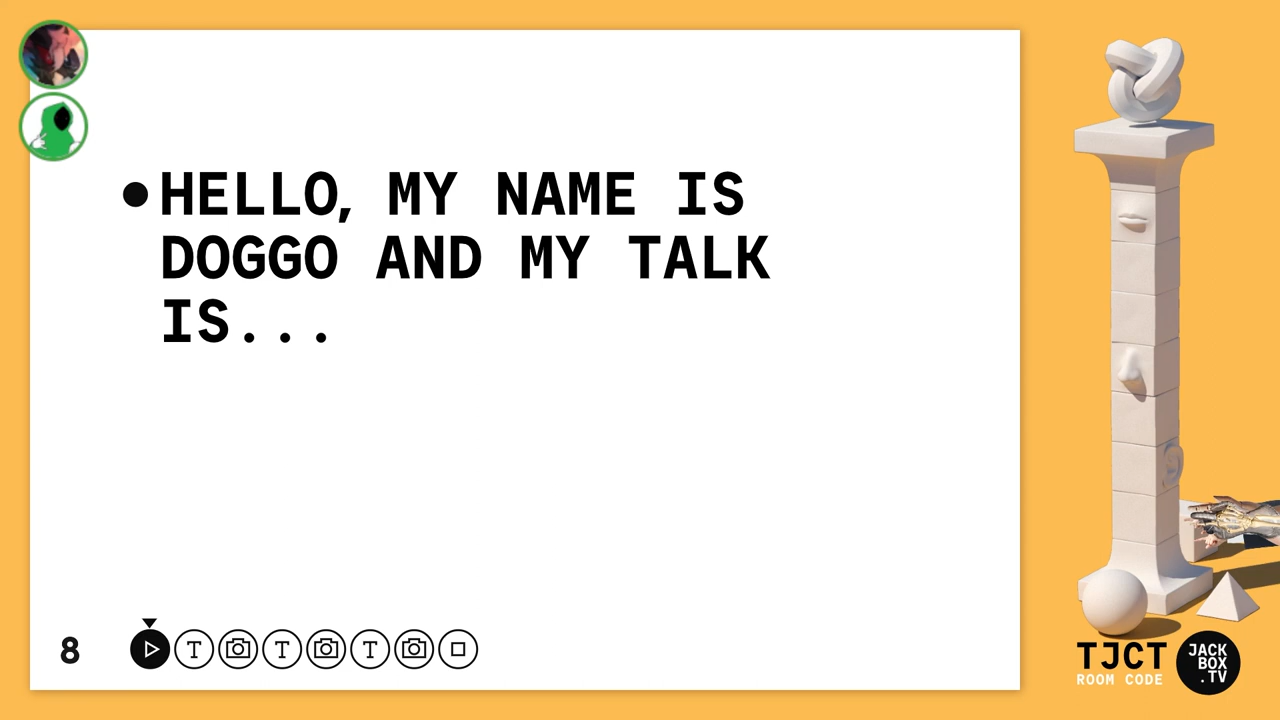 HELLO, MY NAME IS
DOGGO AND MY TALK
IS...
8
T
T
T
TJCT
ROOM CODE
JACK
BOX
.TV